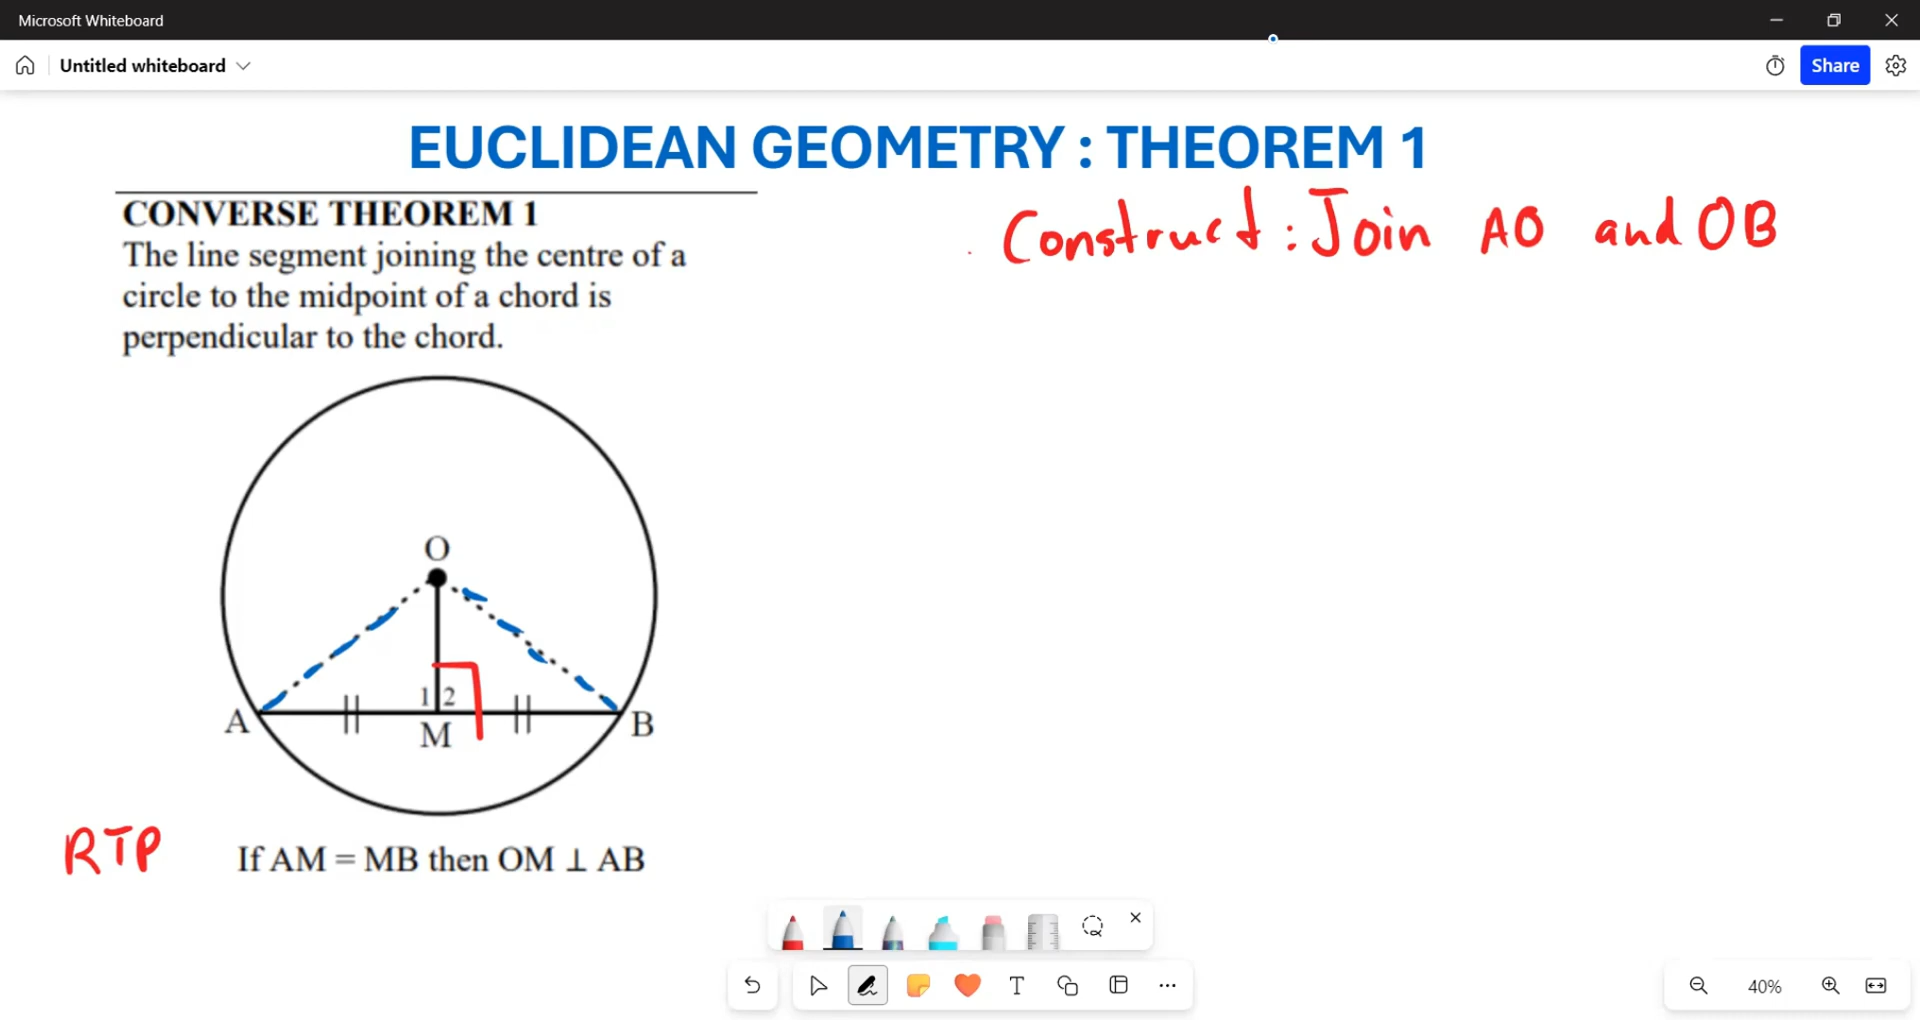 Microsoft Whiteboard
Untitled whiteboard
Share
EUCLIDEAN GEOMETRY : THEOREM 1
CONVERSE THEOREM 1
The line segment joining the centre of a
circle to the midpoint of a chord is
perpendicular to the chord.
Construct : Join AO and OB
O
1 2
A
M
B
RTP
If AM = MB then OM ⊥ AB
T
40%